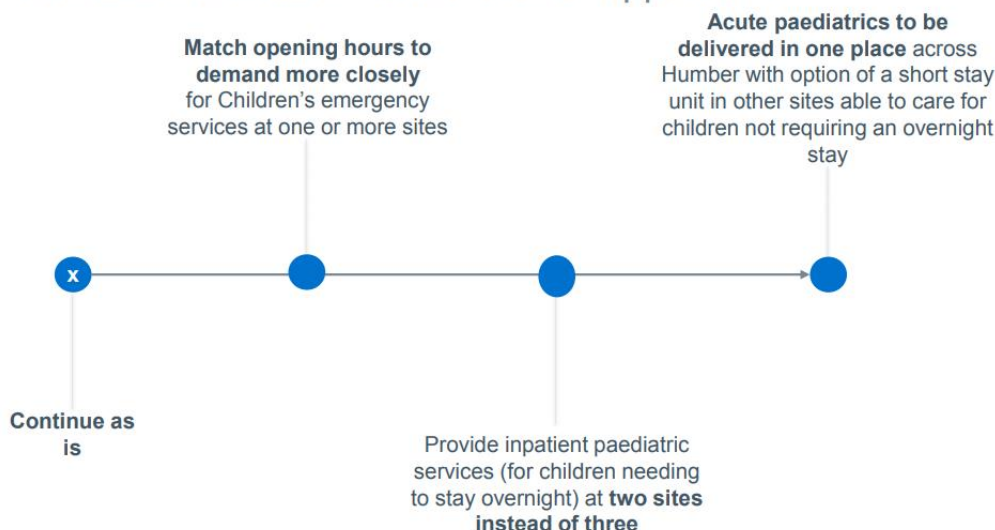 Match opening hours to
demand more closely
for Children's emergency
services at one or more sites
Acute paediatrics to be
delivered in one place across
Humber with option of a short stay
unit in other sites able to care for
children not requiring an overnight
stay
x
Continue as
is
Provide inpatient paediatric
services (for children needing
to stay overnight) at two sites
instead of three